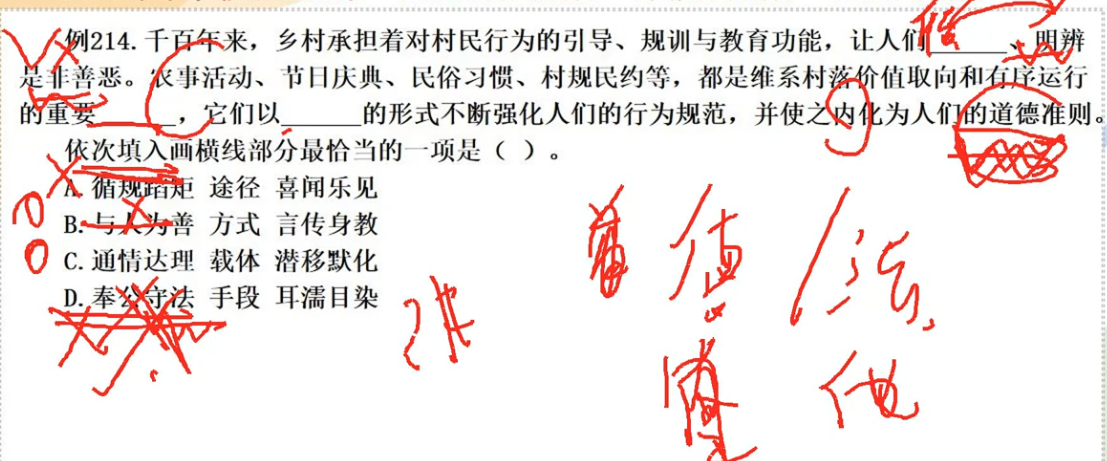 例214.千百年来，乡村承担着对村民行为的引导、规训与教育功能，让人们______、明辨
是非善恶。农事活动、节日庆典、民俗习惯、村规民约等，都是维系村落价值取向和有序运行
的重要______，它们以______的形式不断强化人们的行为规范，并使之内化为人们的道德准则。
依次填入画横线部分最恰当的一项是（ ）。
A.循规蹈矩 途径 喜闻乐见
B.与人为善 方式 言传身教
C.通情达理 载体 潜移默化
D.奉公守法 手段 耳濡目染